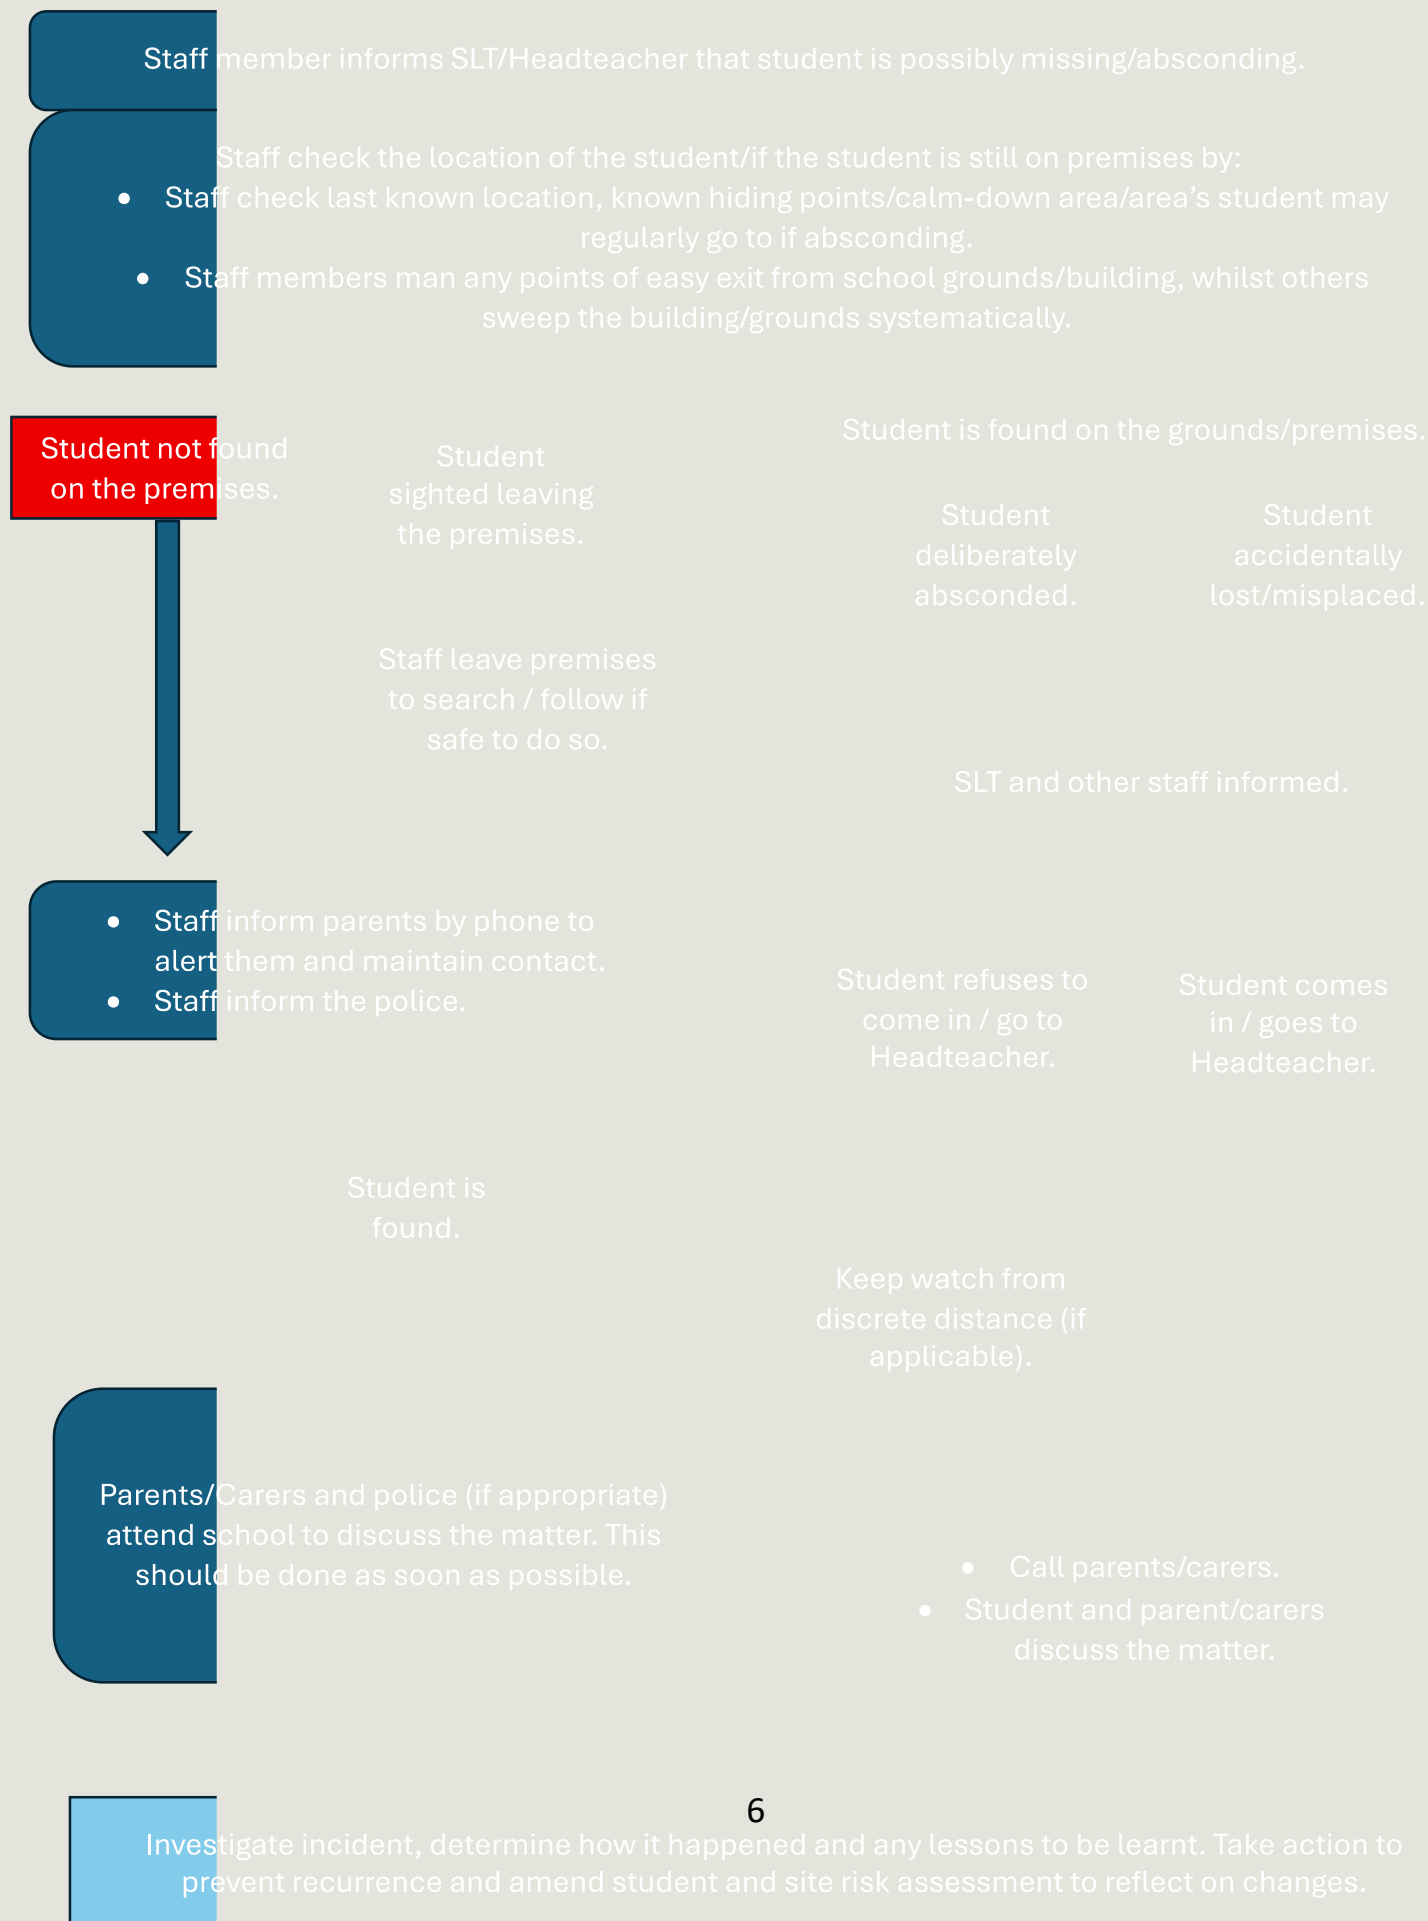 Staff member informs SLT/Headteacher that student is possibly missing/absconding.
Staff check the location of the student/if the student is still on premises by:
• Staff check last known location, known hiding points/calm-down area/area’s student may
regularly go to if absconding.
• Staff members man any points of easy exit from school grounds/building, whilst others
sweep the building/grounds systematically.
Student not found
on the premises.
Student
sighted leaving
the premises.
Student is found on the grounds/premises.
Student
deliberately
absconded.
Student
accidentally
lost/misplaced.
Staff leave premises
to search / follow if
safe to do so.
SLT and other staff informed.
• Staff inform parents by phone to
alert them and maintain contact.
• Staff inform the police.
Student refuses to
come in / go to
Headteacher.
Student comes
in / goes to
Headteacher.
Student is
found.
Keep watch from
discrete distance (if
applicable).
Parents/Carers and police (if appropriate)
attend school to discuss the matter. This
should be done as soon as possible.
• Call parents/carers.
• Student and parent/carers
discuss the matter.
6
Investigate incident, determine how it happened and any lessons to be learnt. Take action to
prevent recurrence and amend student and site risk assessment to reflect on changes.